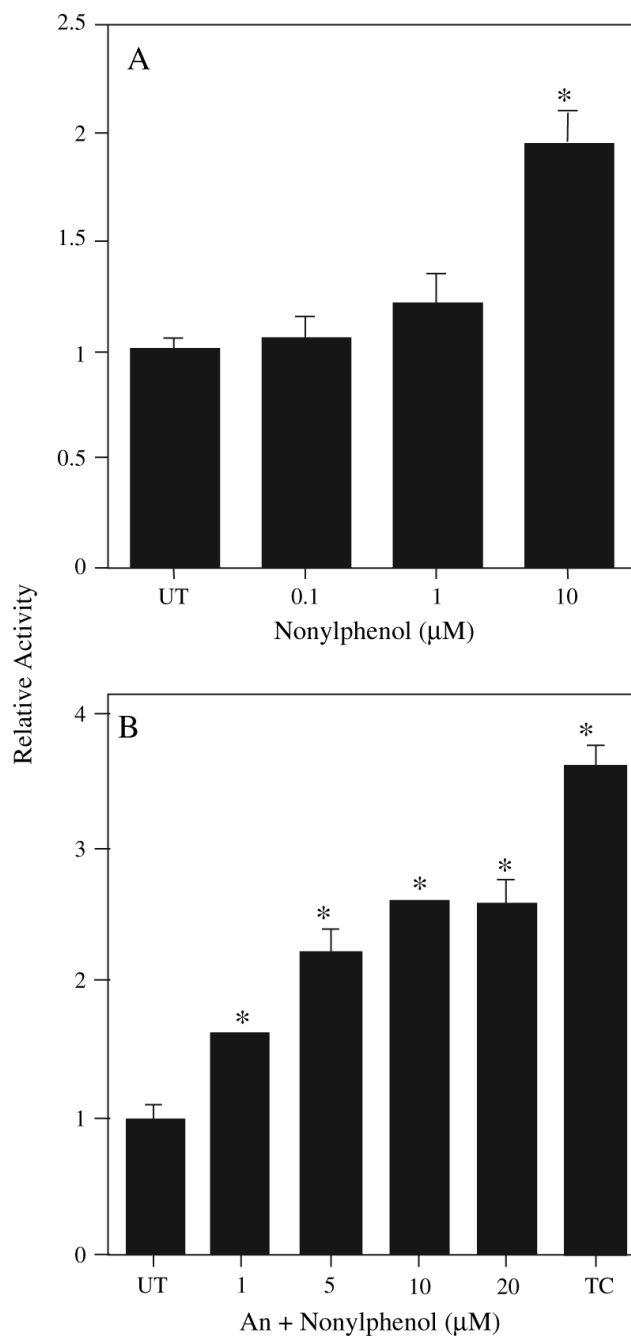 A
2.5
2
1.5
1
0.5
0
*
UT 0.1 1 10
Nonylphenol (μM)
Relative Activity
B
4
3
2
1
0
* * * * *
UT 1 5 10 20 TC
An + Nonylphenol (μM)